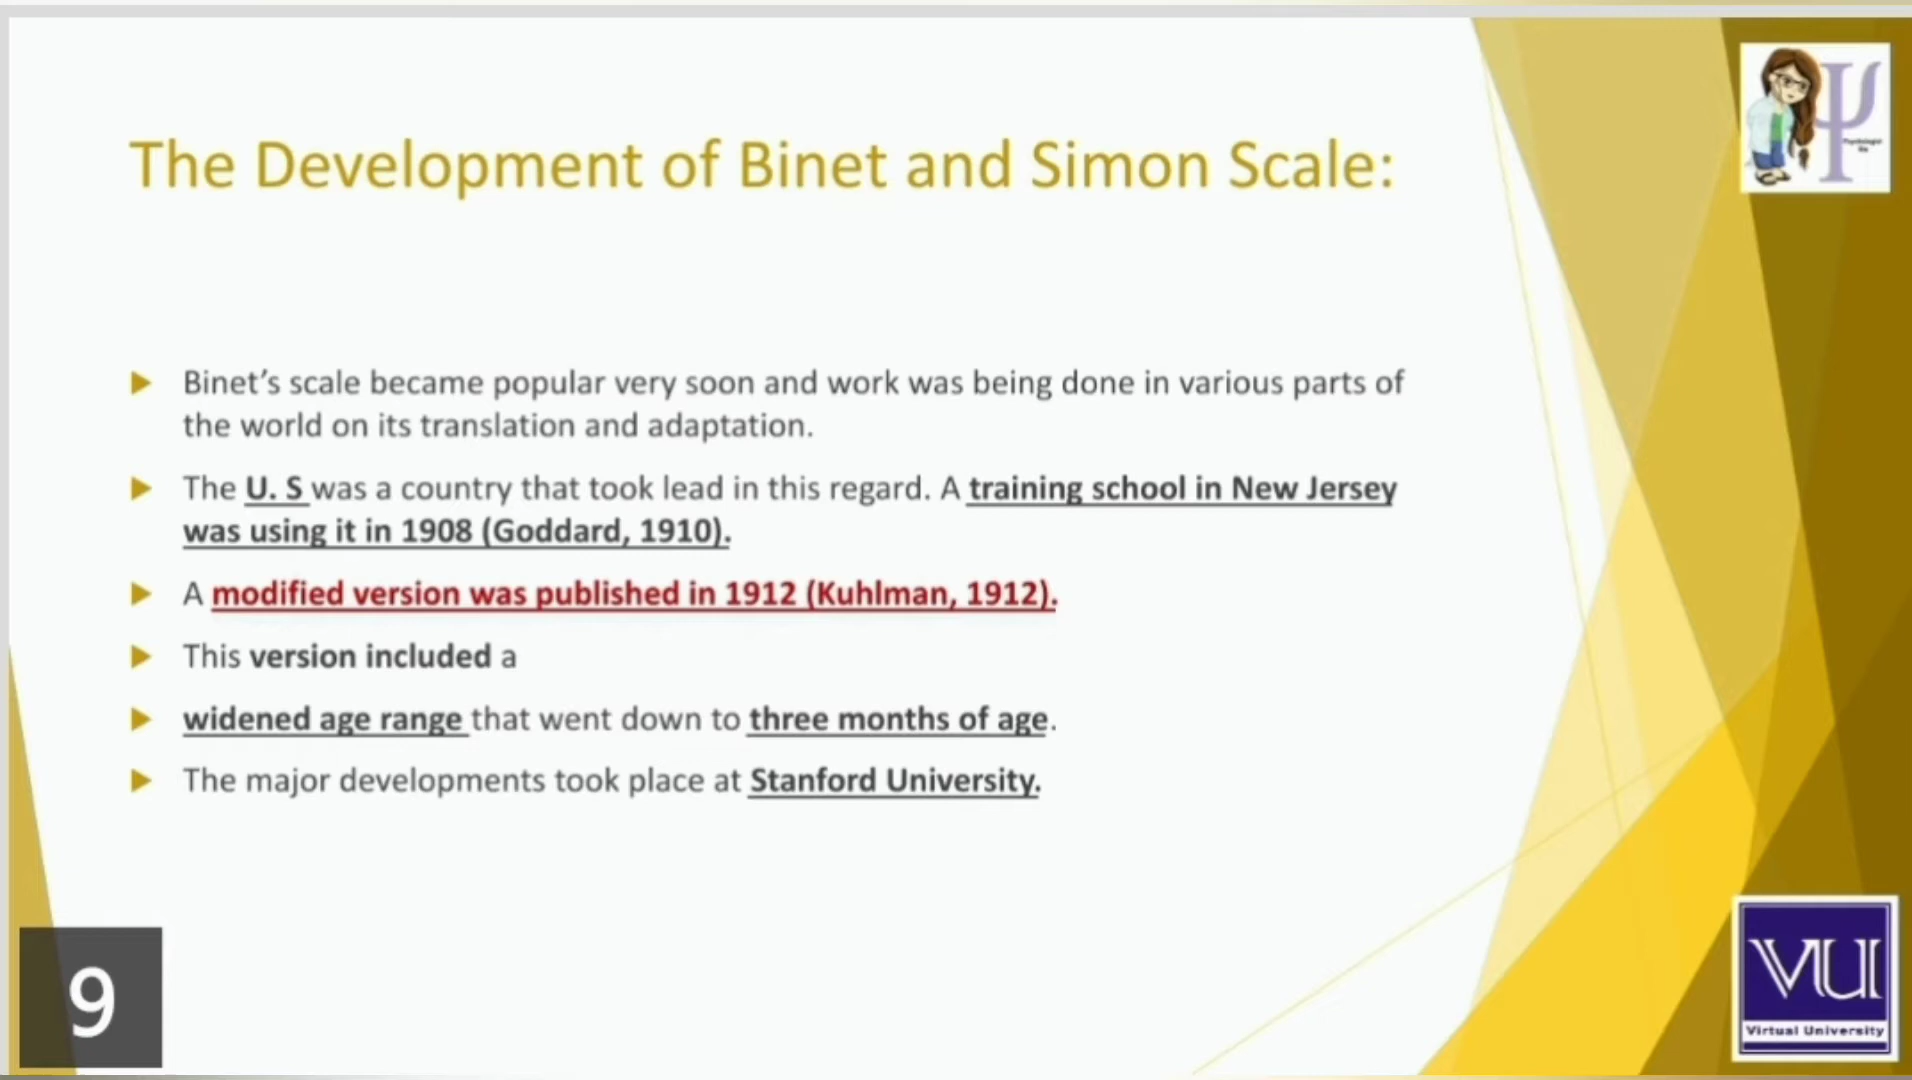 The Development of Binet and Simon Scale:
Binet's scale became popular very soon and work was being done in various parts of
the world on its translation and adaptation.
The U. S was a country that took lead in this regard. A training school in New Jersey
was using it in 1908 (Goddard, 1910).
A modified version was published in 1912 (Kuhlman, 1912).
This version included a
widened age range that went down to three months of age.
The major developments took place at Stanford University.
9
Ψ
VU
Virtual University